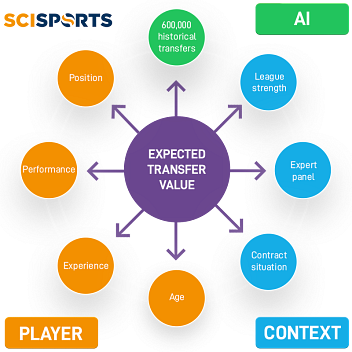 SCISPORTS
600,000
historical
transfers
AI
Position
League
strength
Performance
EXPECTED
TRANSFER
VALUE
Expert
panel
Experience
Contract
situation
Age
PLAYER
CONTEXT